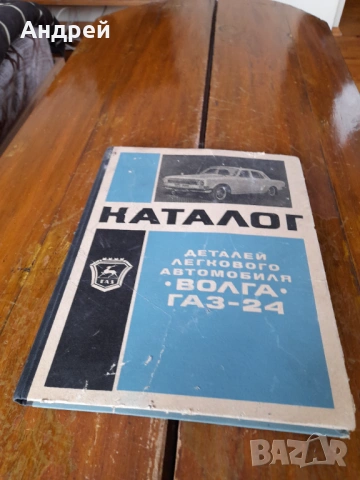 Андрей
КАТАЛОГ
ДЕТАЛЕЙ
ЛЕГКОВОГО
АВТОМОБИЛЯ
• ВОЛГА •
ГАЗ-24
ГАЗ
BAZAR